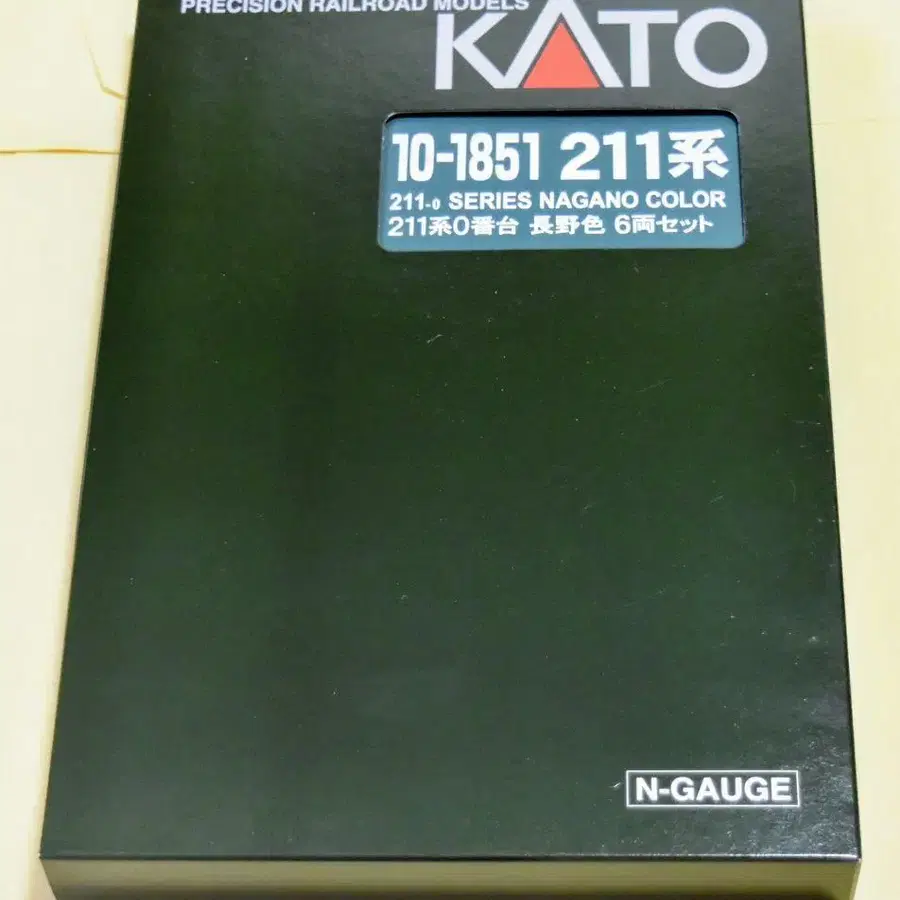 PRECISION RAILROAD MODELS
KATO
10-1851 211系
211-0 SERIES NAGANO COLOR
211系0番台 長野色 6両セット
N-GAUGE